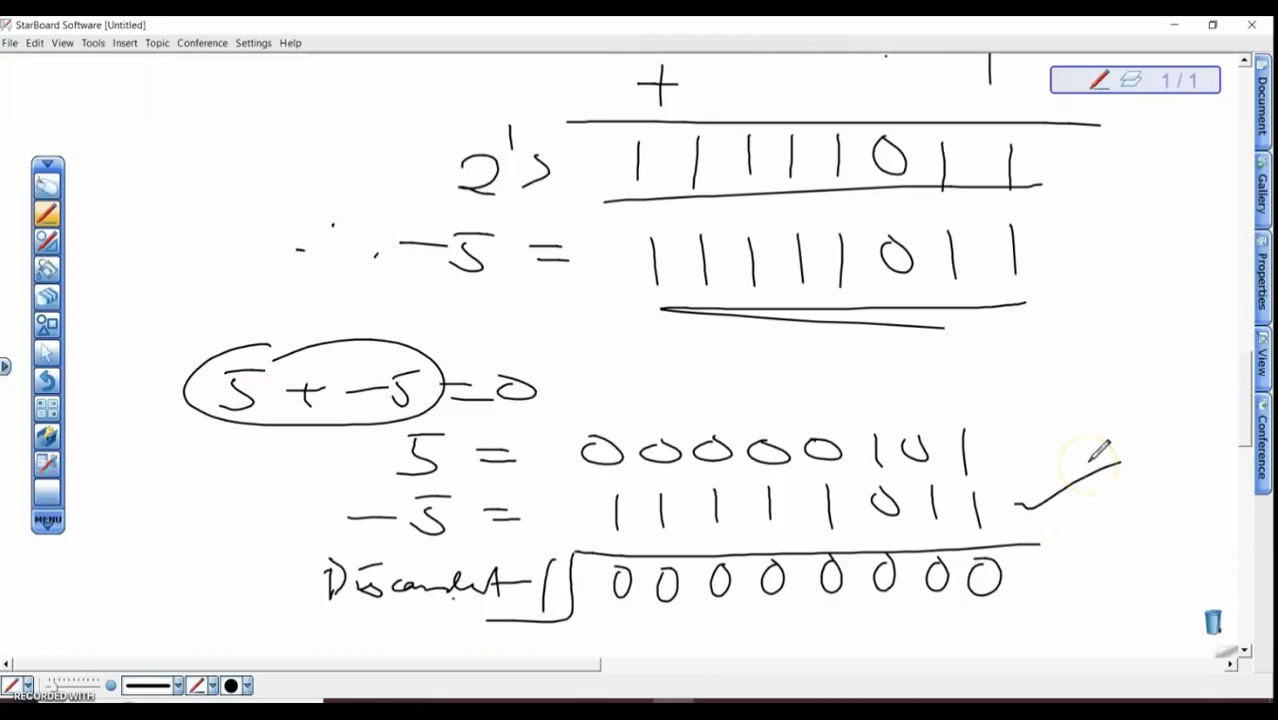 StarBoard Software [Untitled]
File Edit View Tools Insert Topic Conference Settings Help
1 / 1
+ 1
2's 1 1 1 1 1 0 1 1
∴ -5 = 1 1 1 1 1 0 1 1
5 + -5 = 0
5 = 0 0 0 0 0 1 0 1
-5 = 1 1 1 1 1 0 1 1
1 0 0 0 0 0 0 0 0
MENU
Document
Gallery
Properties
View
Conference
RECORDED WITH